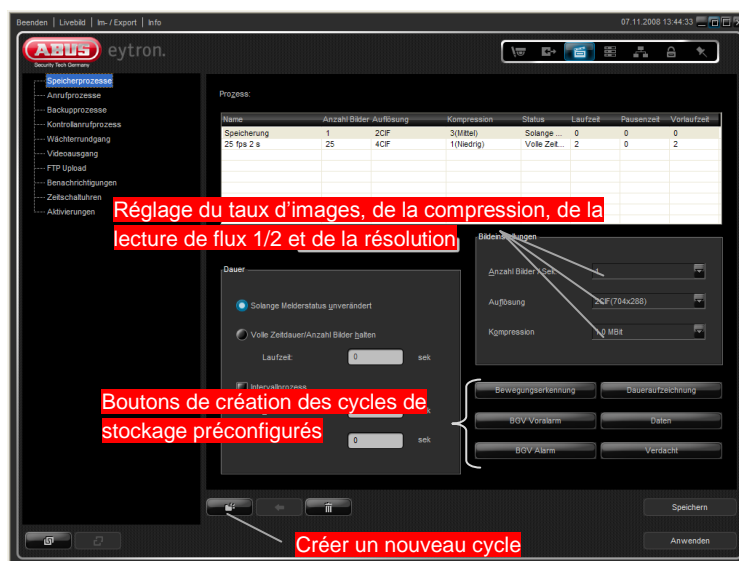 Beenden | Livebild | Im- / Export | Info
07.11.2008 13:44:33
ABUS
Security Tech Germany
eytron.
Speicherprozesse
Anrufprozesse
Backupprozesse
Kontrollanrufprozess
Wächterrundgang
Videoausgang
FTP Upload
Benachrichtigungen
Zeitschaltuhren
Aktivierungen
Prozess:
Name Anzahl Bilder Auflösung Kompression Status Laufzeit Pausenzeit Vorlaufzeit
Speicherung 1 2CIF 3(Mittel) Solange ... 0 0 0
25 fps 2 s 25 4CIF 1(Niedrig) Volle Zeit... 2 0 2
Réglage du taux d'images, de la compression, de la
lecture de flux 1/2 et de la résolution
Dauer
Solange Melderstatus unverändert
Volle Zeitdauer/Anzahl Bilder halten
Laufzeit: 0 sek
Intervallprozess
0 sek
Boutons de création des cycles de
stockage préconfigurés
Anzahl Bilder / Sek. 1
Auflösung 2CIF(704x288)
Kompression 1,0 MBit
Bewegungserkennung Daueraufzeichnung
BGV Voralarm Daten
BGV Alarm Verdacht
Speichern
Créer un nouveau cycle
Anwenden